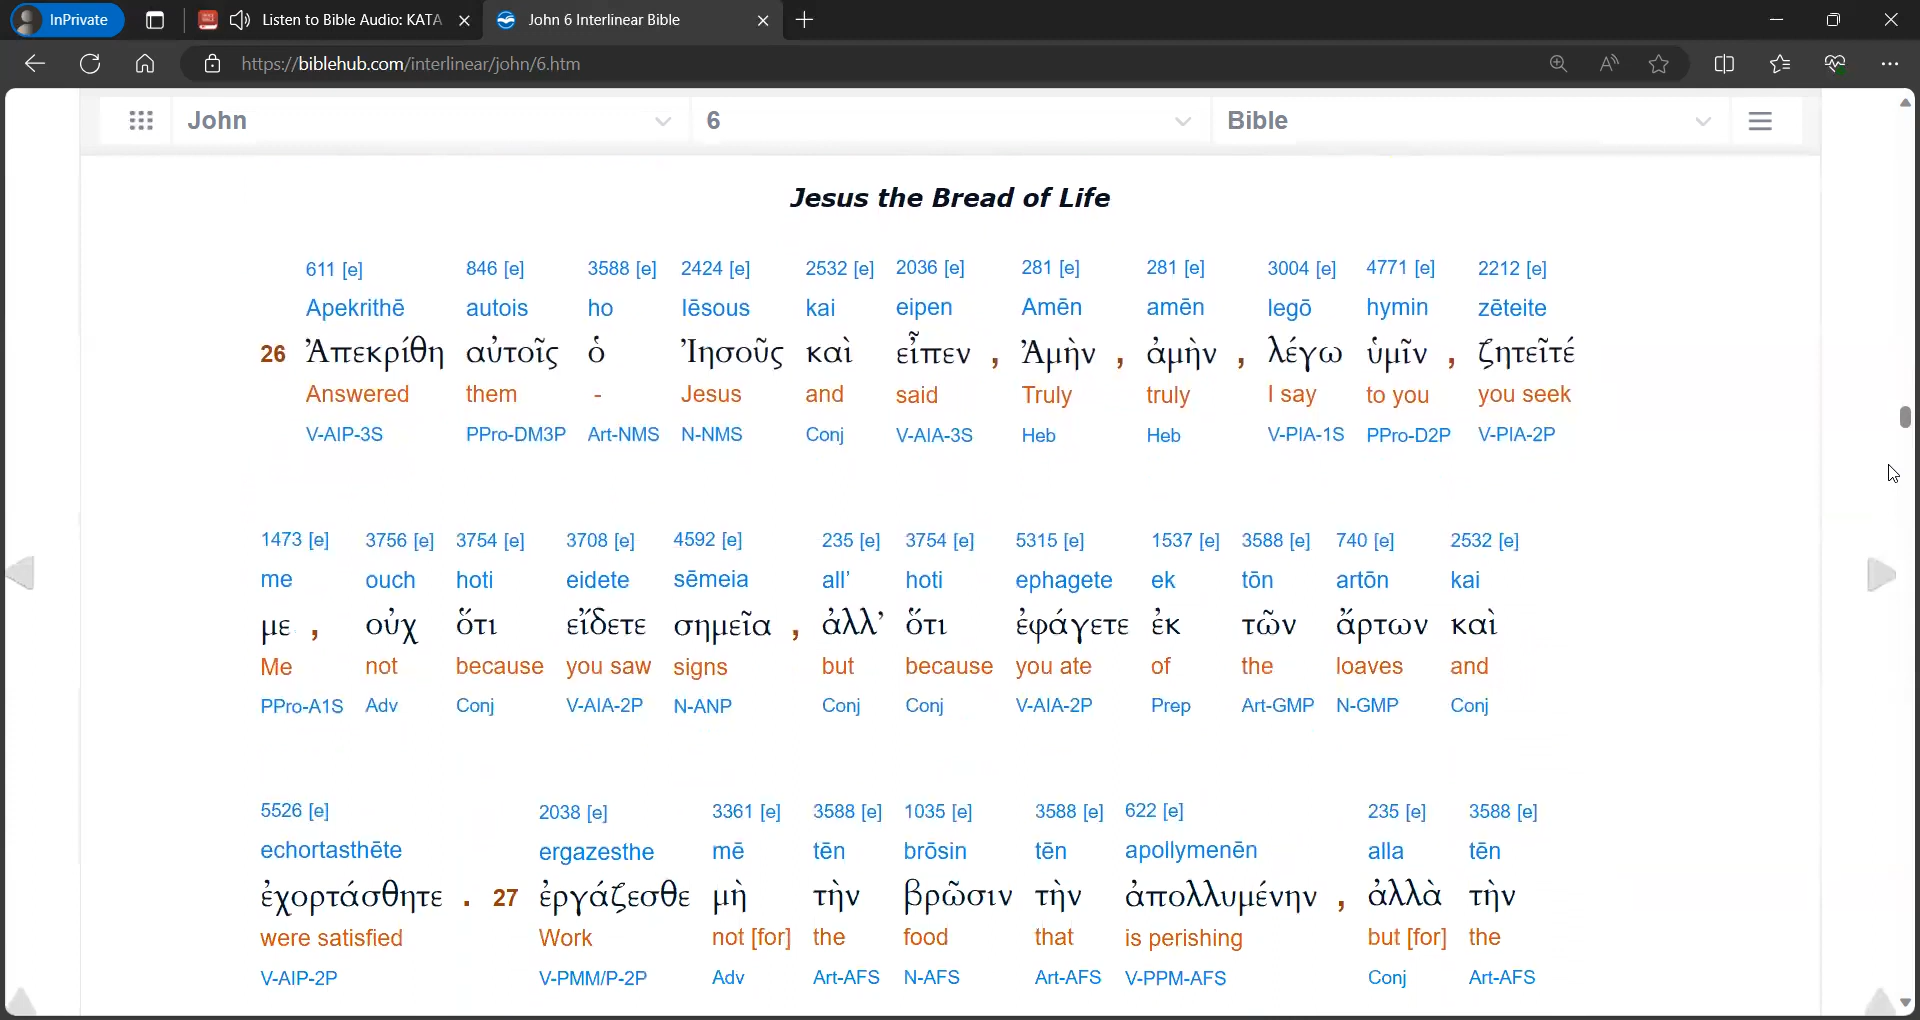 InPrivate Listen to Bible Audio: KATA John 6 Interlinear Bible
https://biblehub.com/interlinear/john/6.htm
John 6 Bible
Jesus the Bread of Life
611 [e] 846 [e] 3588 [e] 2424 [e] 2532 [e] 2036 [e] 281 [e] 281 [e] 3004 [e] 4771 [e] 2212 [e]
Apekrithē autois ho Iēsous kai eipen Amēn amēn legō hymin zēteite
26 Ἀπεκρίθη αὐτοῖς ὁ Ἰησοῦς καὶ εἶπεν , Ἀμὴν , ἀμὴν , λέγω ὑμῖν , ζητεῖτέ
Answered them - Jesus and said Truly truly I say to you you seek
V-AIP-3S PPro-DM3P Art-NMS N-NMS Conj V-AIA-3S Heb Heb V-PIA-1S PPro-D2P V-PIA-2P
1473 [e] 3756 [e] 3754 [e] 3708 [e] 4592 [e] 235 [e] 3754 [e] 5315 [e] 1537 [e] 3588 [e] 740 [e] 2532 [e]
me ouch hoti eidete sēmeia all’ hoti ephagete ek tōn artōn kai
με , οὐχ ὅτι εἴδετε σημεῖα , ἀλλ’ ὅτι ἐφάγετε ἐκ τῶν ἄρτων καὶ
Me not because you saw signs but because you ate of the loaves and
PPro-A1S Adv Conj V-AIA-2P N-ANP Conj Conj V-AIA-2P Prep Art-GMP N-GMP Conj
5526 [e] 2038 [e] 3361 [e] 3588 [e] 1035 [e] 3588 [e] 622 [e] 235 [e] 3588 [e]
echortasthēte ergazesthe mē tēn brōsin tēn apollymenēn alla tēn
ἐχορτάσθητε . 27 ἐργάζεσθε μὴ τὴν βρῶσιν τὴν ἀπολλυμένην , ἀλλὰ τὴν
were satisfied Work not [for] the food that is perishing but [for] the
V-AIP-2P V-PMM/P-2P Adv Art-AFS N-AFS Art-AFS V-PPM-AFS Conj Art-AFS